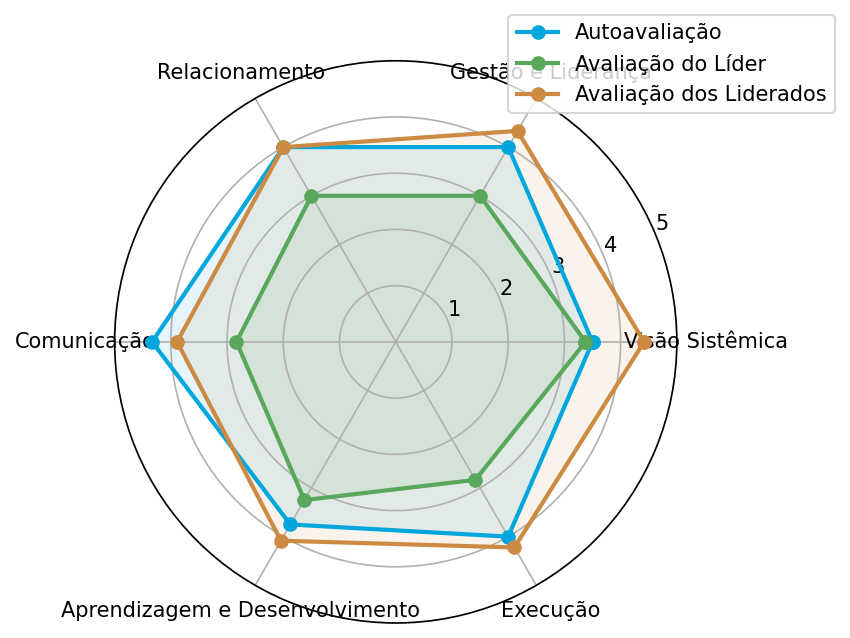 Autoavaliação
Avaliação do Líder
Avaliação dos Liderados
Relacionamento
Gestão e Liderança
5
4
3
2
1
Comunicação
Visão Sistêmica
Aprendizagem e Desenvolvimento
Execução